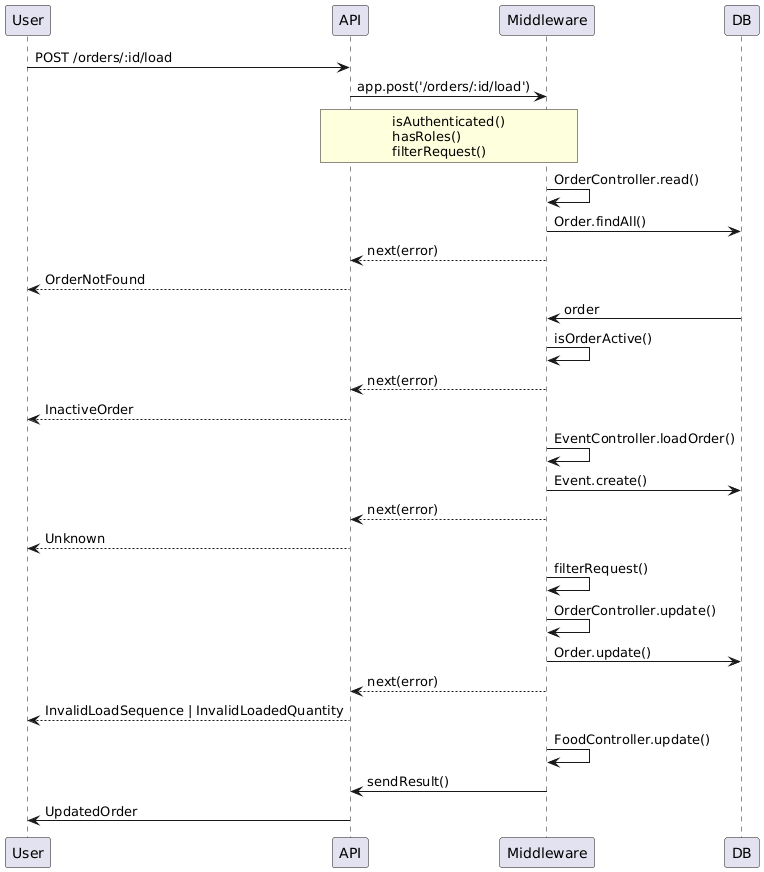 User API Middleware DB
POST /orders/:id/load
app.post('/orders/:id/load')
isAuthenticated()
hasRoles()
filterRequest()
OrderController.read()
Order.findAll()
next(error)
OrderNotFound
order
isOrderActive()
next(error)
InactiveOrder
EventController.loadOrder()
Event.create()
next(error)
Unknown
filterRequest()
OrderController.update()
Order.update()
next(error)
InvalidLoadSequence | InvalidLoadedQuantity
FoodController.update()
sendResult()
UpdatedOrder
User API Middleware DB